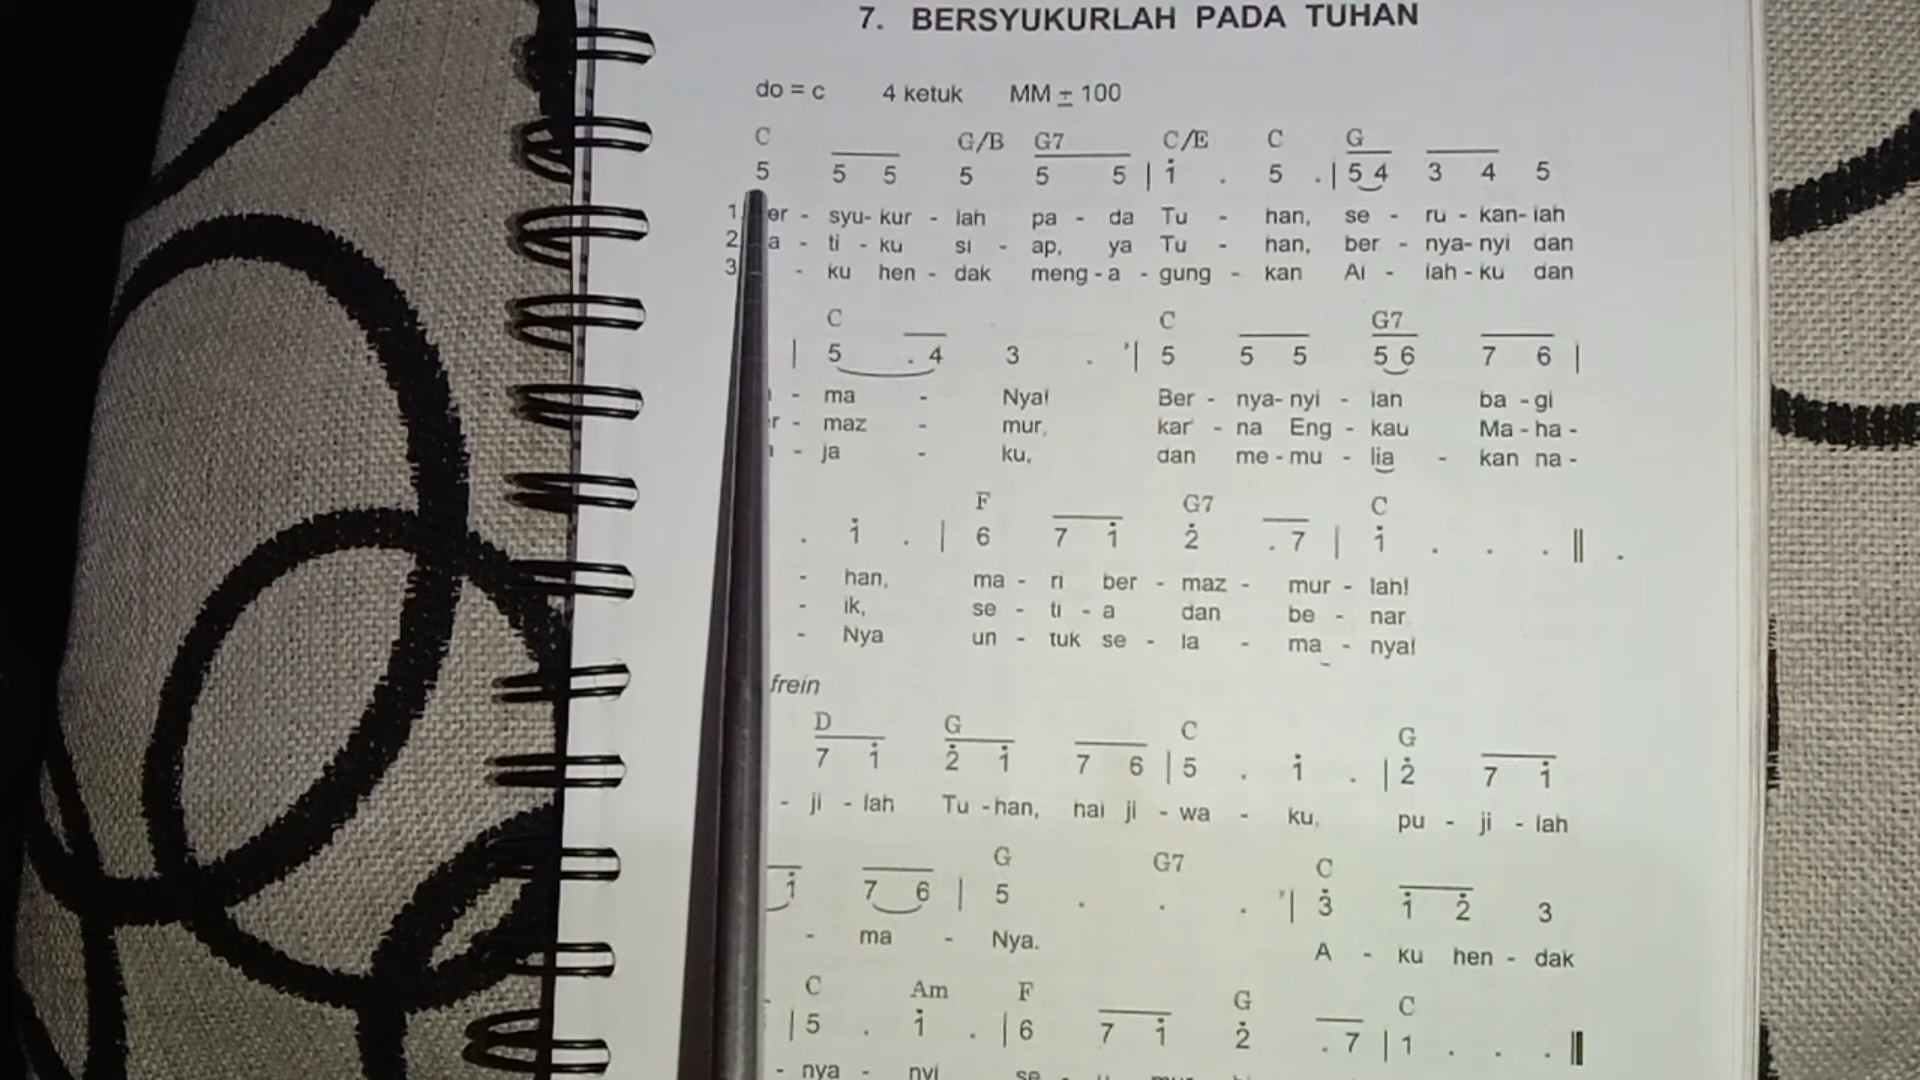 7. BERSYUKURLAH PADA TUHAN
do = c 4 ketuk MM ± 100
C G/B G7 C/E C G
5 5 5 5 5 5 | 1̇ . 5 . | 5 4 3 4 5
1. er - syu- kur - lah pa - da Tu - han, se - ru - kan- lah
2. a - ti - ku si - ap, ya Tu - han, ber - nya- nyi dan
3. - ku hen - dak meng - a - gung - kan Al - lah - ku dan
C C G7
| 5 . 4 3 . ' | 5 5 5 5 6 7 6 |
- ma - Nya! Ber - nya- nyi - lah ba - gi
r - maz - mur, kar - na Eng - kau Ma - ha -
- ja - ku, dan me - mu - lia - kan na -
F G7 C
. 1̇ . | 6 7 1̇ 2̇ . 7 | 1̇ . . . ||
- han, ma - ri ber - maz - mur - lah!
- ik, se - ti - a dan be - nar
- Nya un - tuk se - la - ma - nya!
frein
D G C G
7 1̇ 2̇ 1̇ 7 6 | 5 . 1̇ . | 2̇ 7 1̇
- ji - lah Tu - han, hai ji - wa - ku, pu - ji - lah
G G7 C
1̇ 7 6 | 5 . . . ' | 3̇ 1̇ 2̇ 3
- ma - Nya. A - ku hen - dak
C Am F G C
| 5 . 1̇ . | 6 7 1̇ 2̇ . 7 | 1 . . . ||
- nya - nyi se